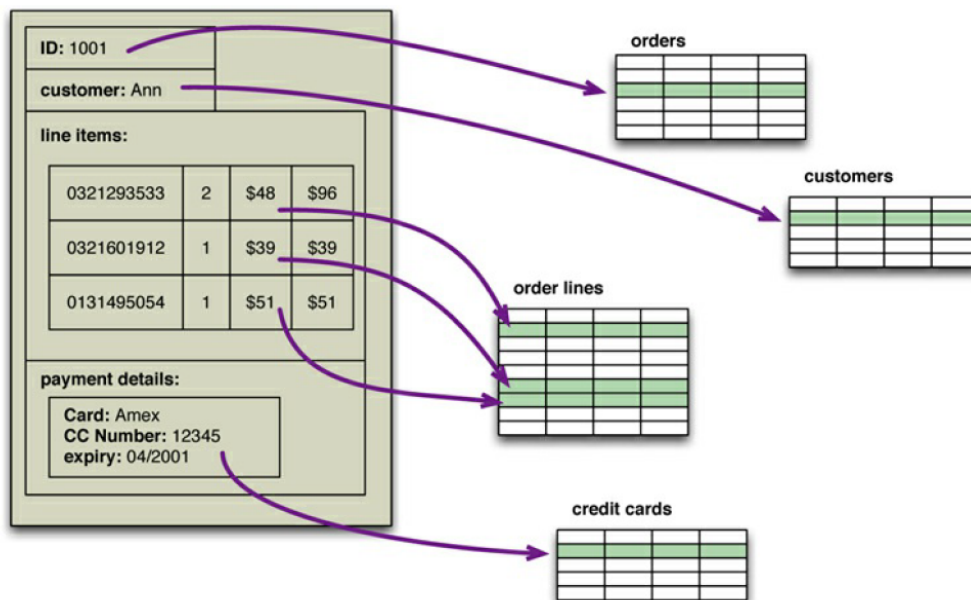 ID: 1001
customer: Ann
line items:
0321293533 2 $48 $96
0321601912 1 $39 $39
0131495054 1 $51 $51
payment details:
Card: Amex
CC Number: 12345
expiry: 04/2001
orders
customers
order lines
credit cards